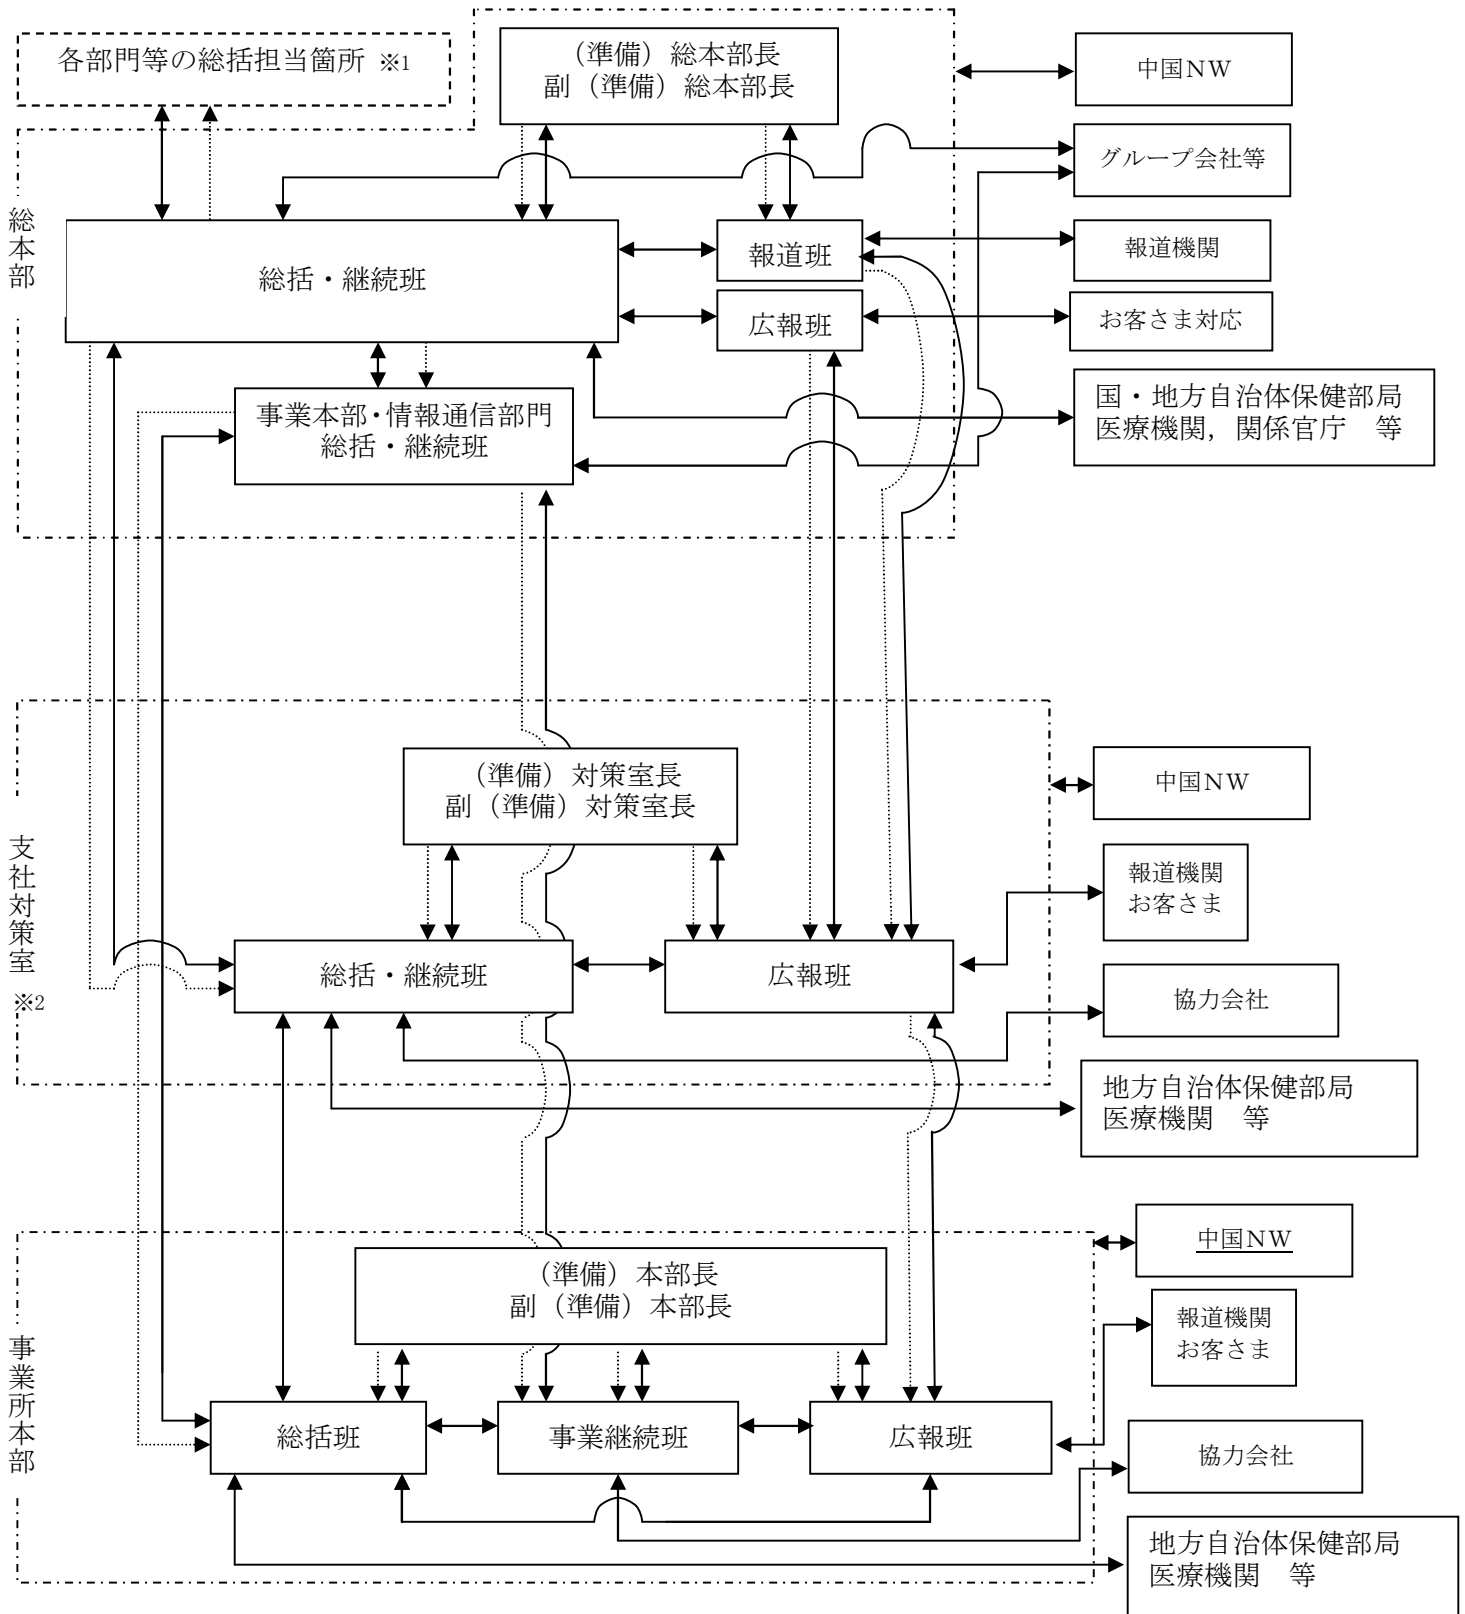 各部門等の総括担当箇所 ※1
（準備）総本部長
副（準備）総本部長
中国NW
グループ会社等
総本部
総括・継続班
報道班
報道機関
広報班
お客さま対応
事業本部・情報通信部門
総括・継続班
国・地方自治体保健部局
医療機関，関係官庁　等
（準備）対策室長
副（準備）対策室長
中国NW
支社対策室
※2
報道機関
お客さま
総括・継続班
広報班
協力会社
地方自治体保健部局
医療機関　等
中国NW
（準備）本部長
副（準備）本部長
報道機関
お客さま
事業所本部
総括班
事業継続班
広報班
協力会社
地方自治体保健部局
医療機関　等